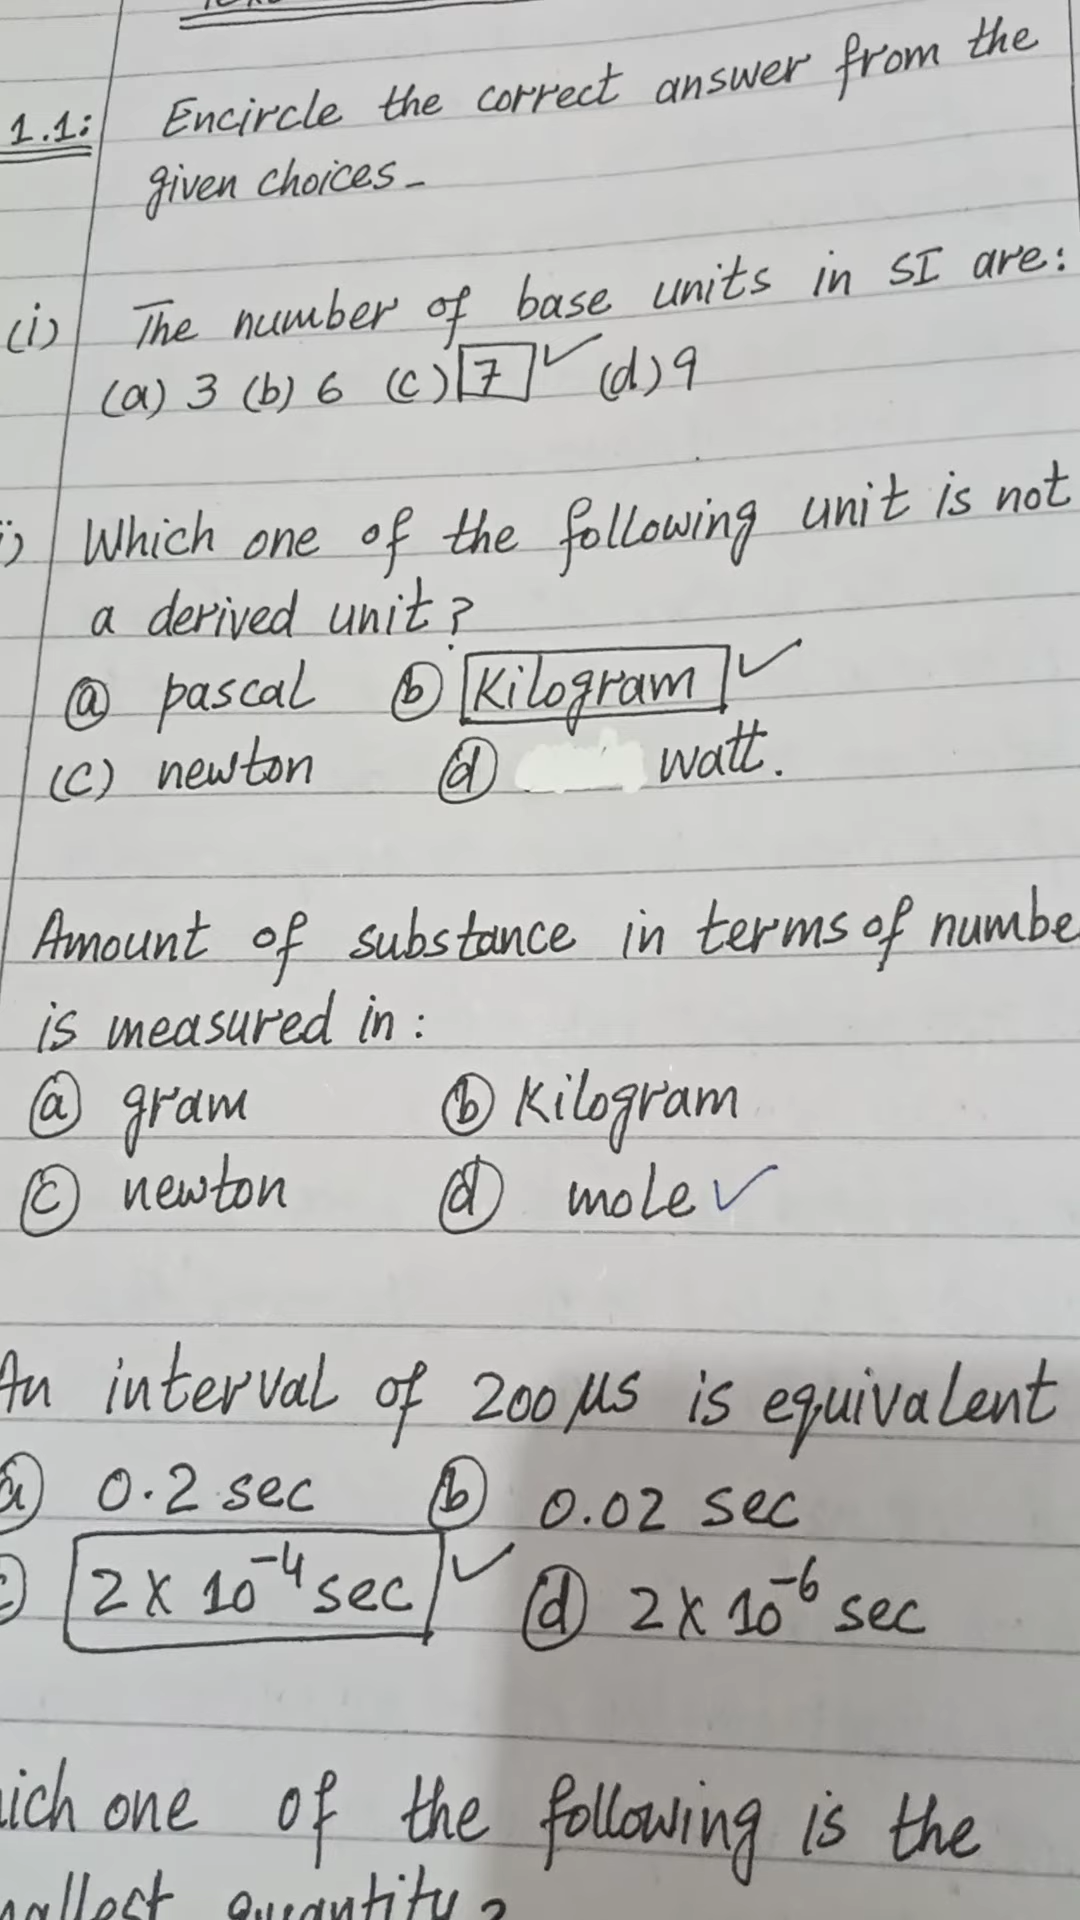 1.1: Encircle the correct answer from the
given choices-
(i) The number of base units in SI are:
(a) 3 (b) 6 (c) 7 ✓ (d) 9
Which one of the following unit is not
a derived unit?
ⓐ pascal ⓑ Kilogram ✓
(c) newton ⓓ watt.
Amount of substance in terms of numbe
is measured in:
ⓐ gram ⓑ Kilogram
ⓒ newton ⓓ mole ✓
An interval of 200 μs is equivalent
ⓐ 0.2 sec ⓑ 0.02 sec
ⓒ 2 x 10⁻⁴ sec ✓ ⓓ 2 x 10⁻⁶ sec
ich one of the following is the
allest quantity?